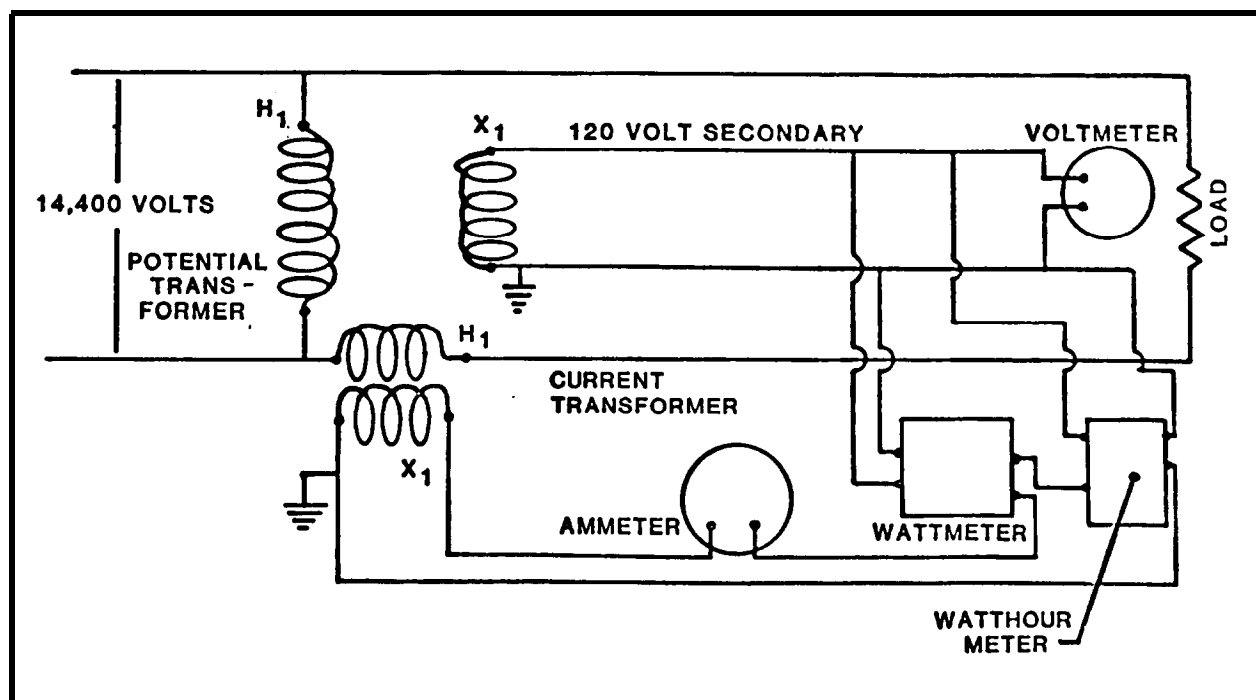 H1
X1
120 VOLT SECONDARY
VOLTMETER
14,400 VOLTS
LOAD
POTENTIAL
TRANS-
FORMER
H1
CURRENT
TRANSFORMER
X1
AMMETER
WATTMETER
WATTHOUR
METER